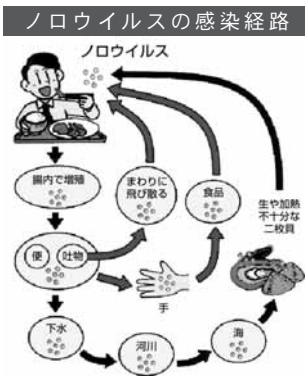 ノロウイルスの感染経路
ノロウイルス
腸内で増殖
まわりに
飛び散る
食品
生や加熱
不十分な
二枚貝
便
吐物
手
下水
河川
海